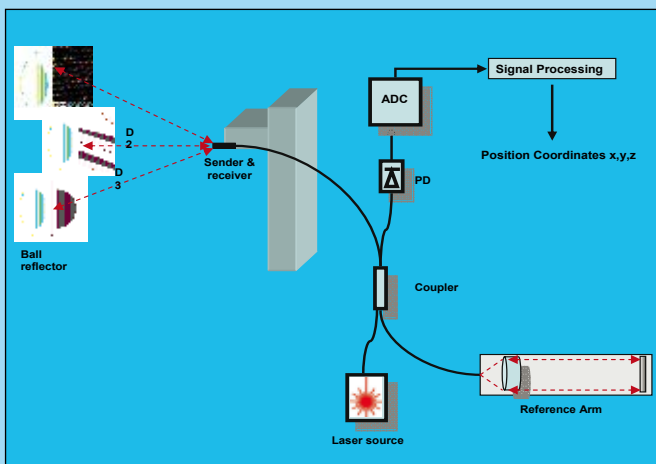 ADC
Signal Processing
D
2
D
3
Sender &
receiver
PD
Position Coordinates x,y,z
Ball
reflector
Coupler
Reference Arm
Laser source